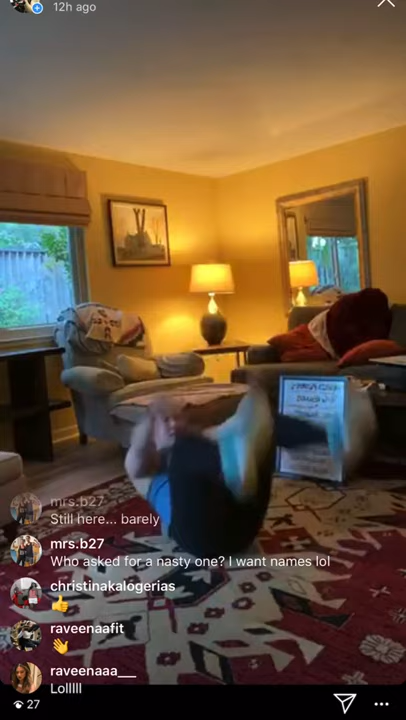 12h ago
mrs.b27
Still here... barely
mrs.b27
Who asked for a nasty one? I want names lol
christinakalogerias
👍
raveenaafit
👋
raveenaaa__
Lolllll
27